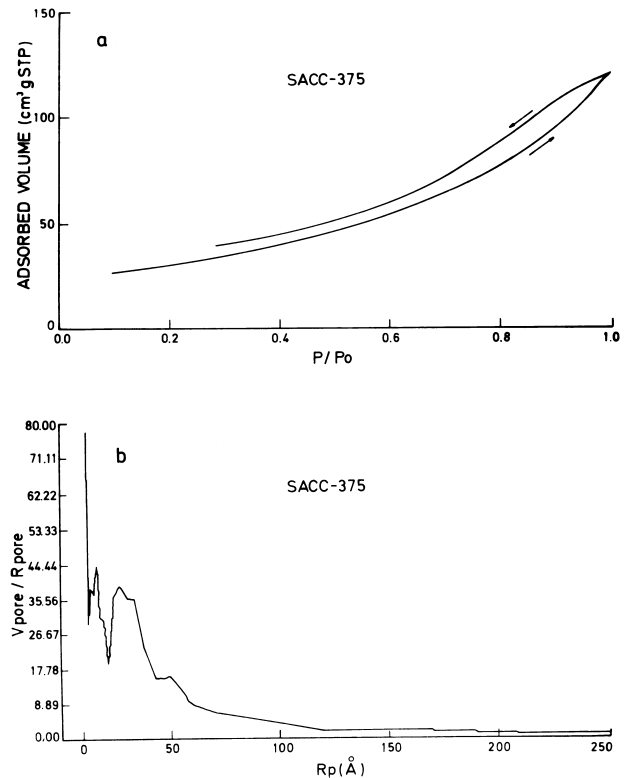 150
a
SACC-375
100
50
0
0.0 0.2 0.4 0.6 0.8 1.0
P/Po
ADSORBED VOLUME (cm³gSTP)
80.00
b
71.11
SACC-375
62.22
53.33
44.44
35.56
26.67
17.78
8.89
0.00
0 50 100 150 200 250
Rp(Å)
Vpore / Rpore